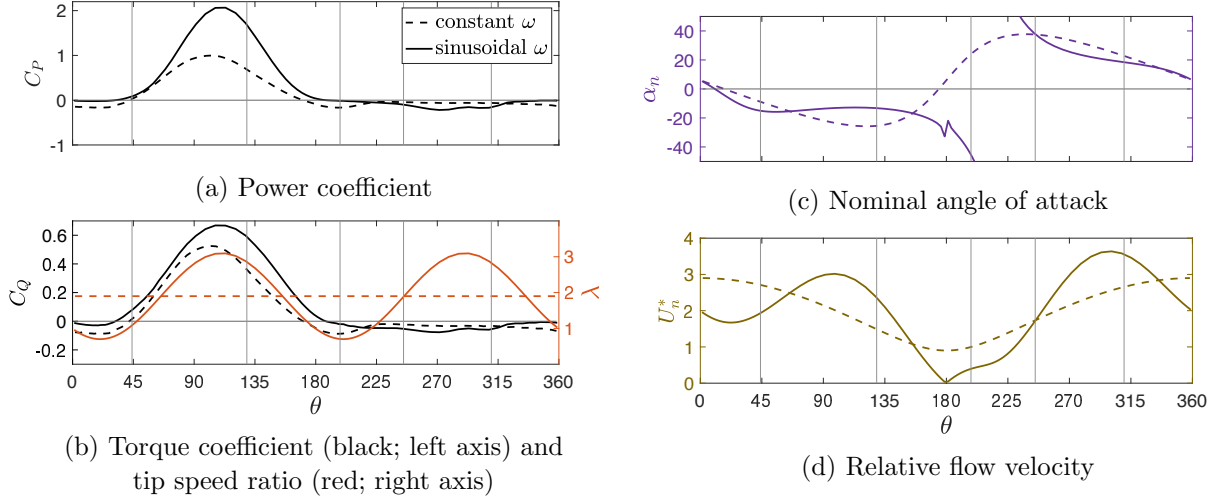 2
1
0
-1
C_P
constant ω
sinusoidal ω
(a) Power coefficient
0.6
0.4
0.2
0
-0.2
C_Q
3
2
1
λ
0 45 90 135 180 225 270 315 360
θ
(b) Torque coefficient (black; left axis) and
tip speed ratio (red; right axis)
40
20
0
-20
-40
α_n
(c) Nominal angle of attack
4
3
2
1
0
U_n^*
0 45 90 135 180 225 270 315 360
θ
(d) Relative flow velocity